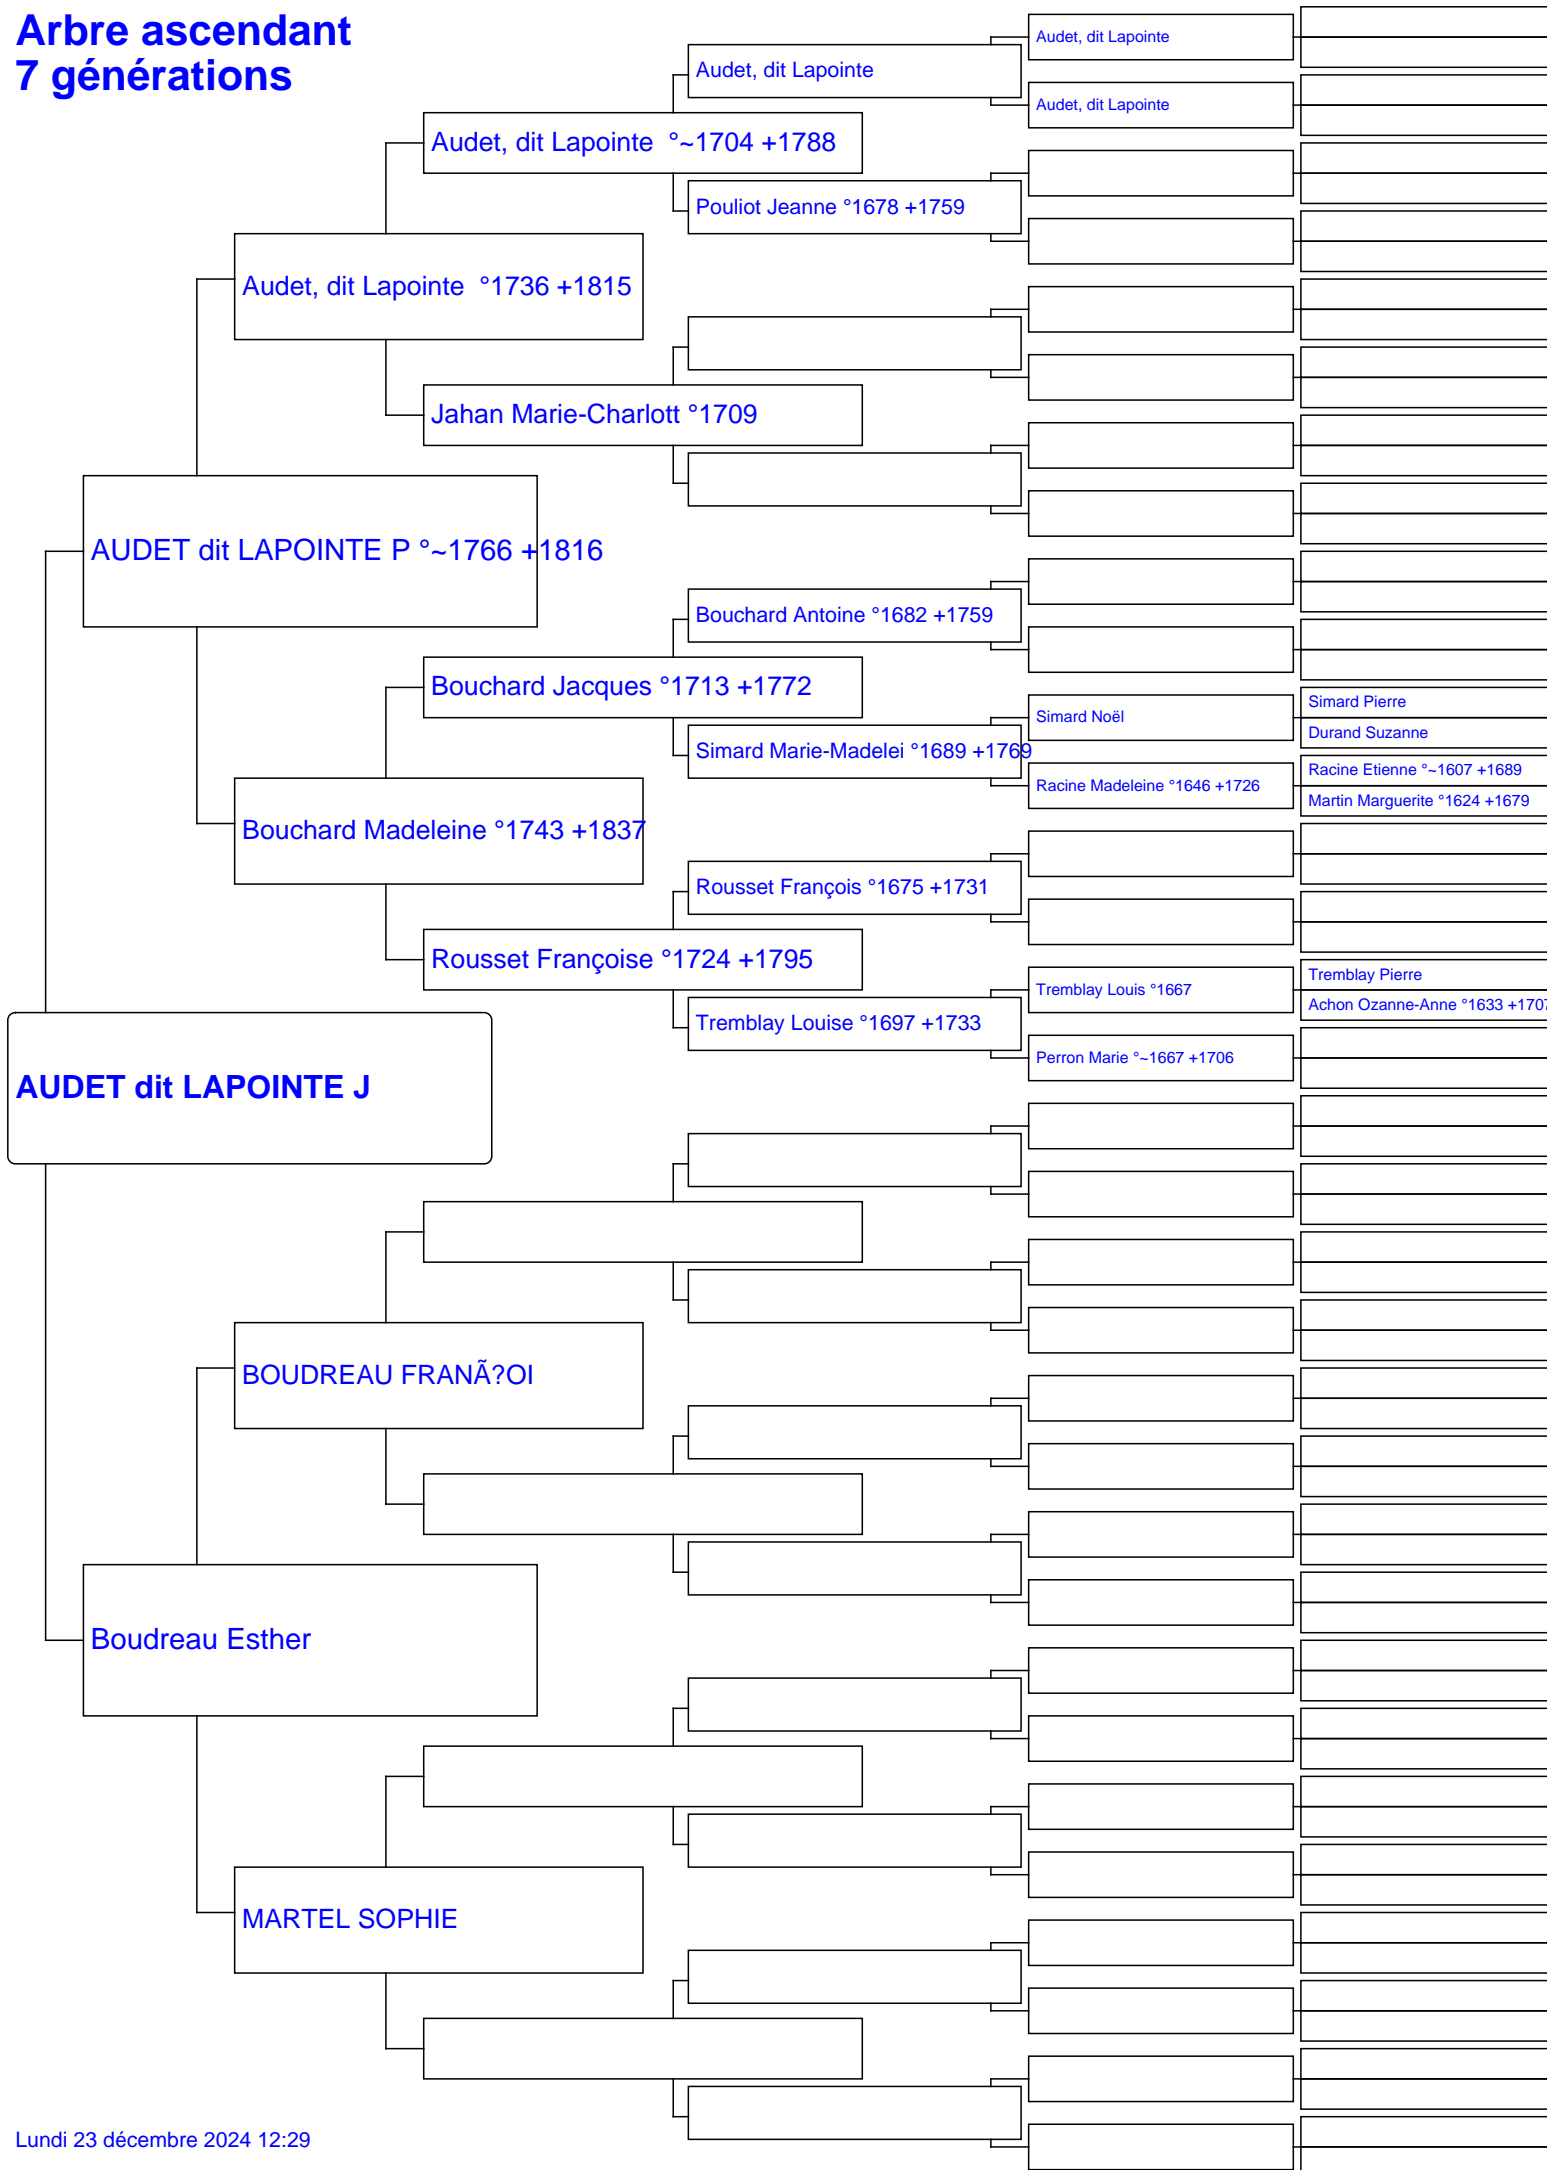 Arbre ascendant
7 générations
Audet, dit Lapointe
Audet, dit Lapointe
Audet, dit Lapointe
Audet, dit Lapointe  °~1704 +1788
Pouliot Jeanne °1678 +1759
Audet, dit Lapointe  °1736 +1815
Jahan Marie-Charlott °1709
AUDET dit LAPOINTE P °~1766 +1816
Bouchard Antoine °1682 +1759
Bouchard Jacques °1713 +1772
Simard Pierre
Simard Noël
Durand Suzanne
Simard Marie-Madelei °1689 +1769
Racine Etienne °~1607 +1689
Racine Madeleine °1646 +1726
Martin Marguerite °1624 +1679
Bouchard Madeleine °1743 +1837
Rousset François °1675 +1731
Rousset Françoise °1724 +1795
Tremblay Pierre
Tremblay Louis °1667
Achon Ozanne-Anne °1633 +1707
Tremblay Louise °1697 +1733
Perron Marie °~1667 +1706
AUDET dit LAPOINTE J
BOUDREAU FRANÃ?OI
Boudreau Esther
MARTEL SOPHIE
Lundi 23 décembre 2024 12:29